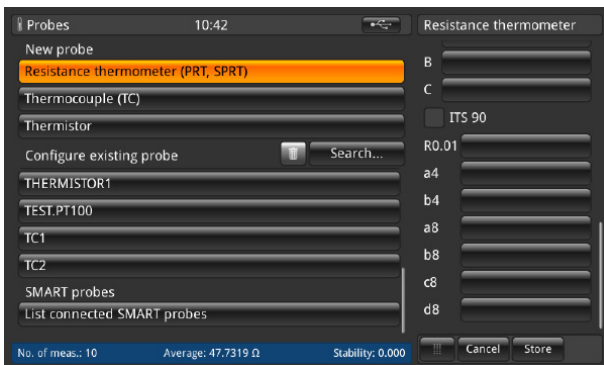 Probes 10:42
New probe
Resistance thermometer (PRT, SPRT)
Thermocouple (TC)
Thermistor
Configure existing probe Search...
THERMISTOR1
TEST.PT100
TC1
TC2
SMART probes
List connected SMART probes
No. of meas.: 10 Average: 47.7319 Ω Stability: 0.000
Resistance thermometer
B
C
ITS 90
R0.01
a4
b4
a8
b8
c8
d8
Cancel Store